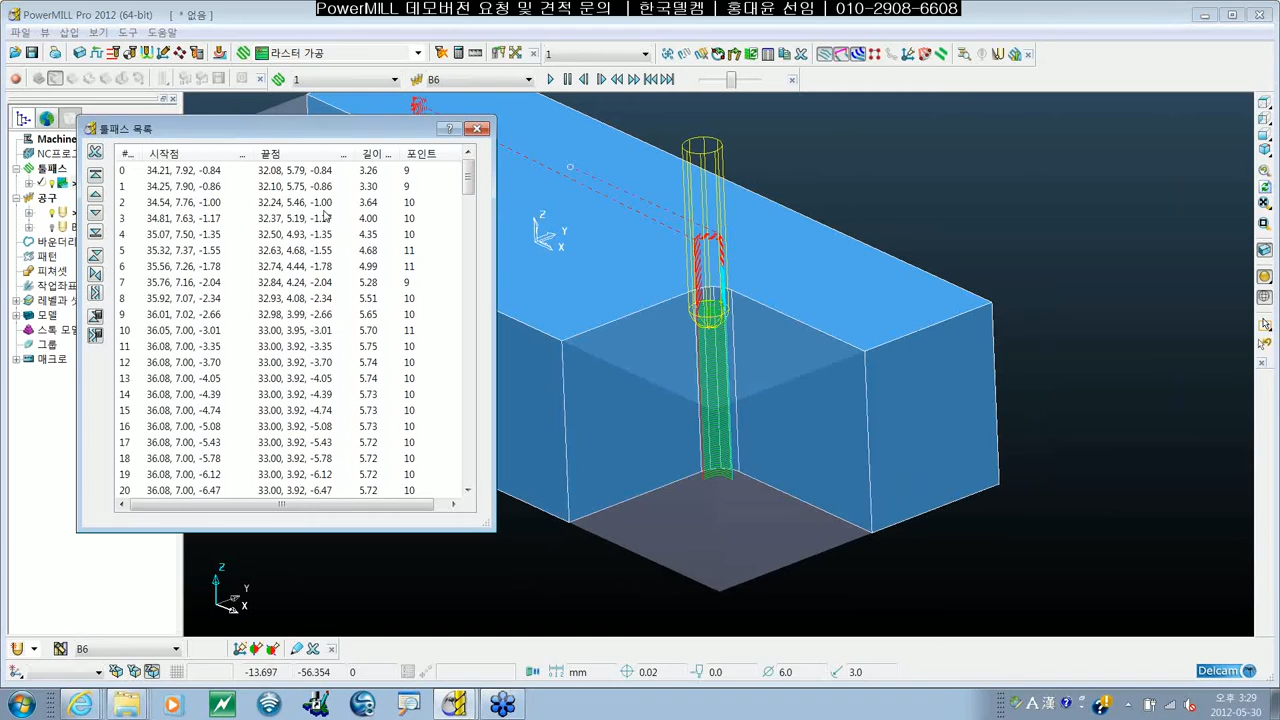 PowerMILL Pro 2012 (64-bit) [ * 없음 ]
PowerMILL 데모버전 요청 및 견적 문의 | 한국델켐 | 홍대윤 선임 | 010-2908-6608
파일 뷰 삽입 보기 도구 도움말
라스터 가공
1
1
B6
툴패스 목록
#... 시작점 ... 끝점 ... 길이 ... 포인트
0 34.21, 7.92, -0.84 32.08, 5.79, -0.84 3.26 9
1 34.25, 7.90, -0.86 32.10, 5.75, -0.86 3.30 9
2 34.54, 7.76, -1.00 32.24, 5.46, -1.00 3.64 10
3 34.81, 7.63, -1.17 32.37, 5.19, 4.00 10
4 35.07, 7.50, -1.35 32.50, 4.93, -1.35 4.35 10
5 35.32, 7.37, -1.55 32.63, 4.68, -1.55 4.68 11
6 35.56, 7.26, -1.78 32.74, 4.44, -1.78 4.99 11
7 35.76, 7.16, -2.04 32.84, 4.24, -2.04 5.28 9
8 35.92, 7.07, -2.34 32.93, 4.08, -2.34 5.51 10
9 36.01, 7.02, -2.66 32.98, 3.99, -2.66 5.65 10
10 36.05, 7.00, -3.01 33.00, 3.95, -3.01 5.70 11
11 36.08, 7.00, -3.35 33.00, 3.92, -3.35 5.75 10
12 36.08, 7.00, -3.70 33.00, 3.92, -3.70 5.74 10
13 36.08, 7.00, -4.05 33.00, 3.92, -4.05 5.74 10
14 36.08, 7.00, -4.39 33.00, 3.92, -4.39 5.73 10
15 36.08, 7.00, -4.74 33.00, 3.92, -4.74 5.73 10
16 36.08, 7.00, -5.08 33.00, 3.92, -5.08 5.73 10
17 36.08, 7.00, -5.43 33.00, 3.92, -5.43 5.72 10
18 36.08, 7.00, -5.78 33.00, 3.92, -5.78 5.72 10
19 36.08, 7.00, -6.12 33.00, 3.92, -6.12 5.72 10
20 36.08, 7.00, -6.47 33.00, 3.92, -6.47 5.72 10
Machine
NC프로
툴패스
공구
바운더리
패턴
피쳐셋
작업좌표
레벨과 
모델
스톡 모델
그룹
매크로
Z
Y
X
Z
Y
X
B6
-13.697 -56.354 0 mm 0.02 0.0 6.0 3.0
Delcam
A 漢
오후 3:29
2012-05-30